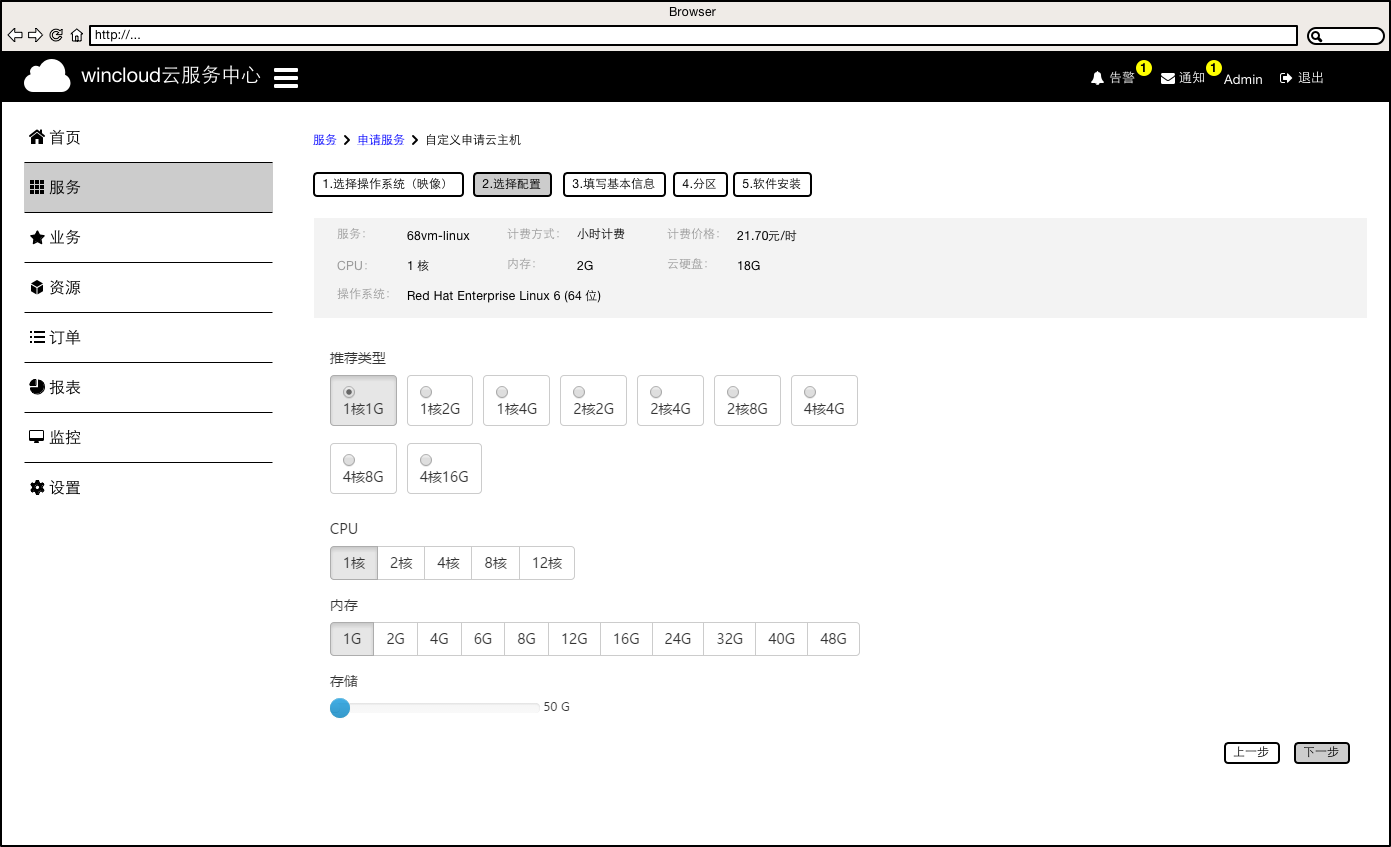 Browser
http://...
wincloud云服务中心
告警 1 通知 1 Admin 退出
首页
服务
业务
资源
订单
报表
监控
设置
服务 申请服务 自定义申请云主机
1.选择操作系统（映像） 2.选择配置 3.填写基本信息 4.分区 5.软件安装
服务： 68vm-linux 计费方式： 小时计费 计费价格： 21.70元/时
CPU： 1 核 内存： 2G 云硬盘： 18G
操作系统： Red Hat Enterprise Linux 6 (64 位)
推荐类型
1核1G 1核2G 1核4G 2核2G 2核4G 2核8G 4核4G
4核8G 4核16G
CPU
1核 2核 4核 8核 12核
内存
1G 2G 4G 6G 8G 12G 16G 24G 32G 40G 48G
存储
50 G
上一步 下一步